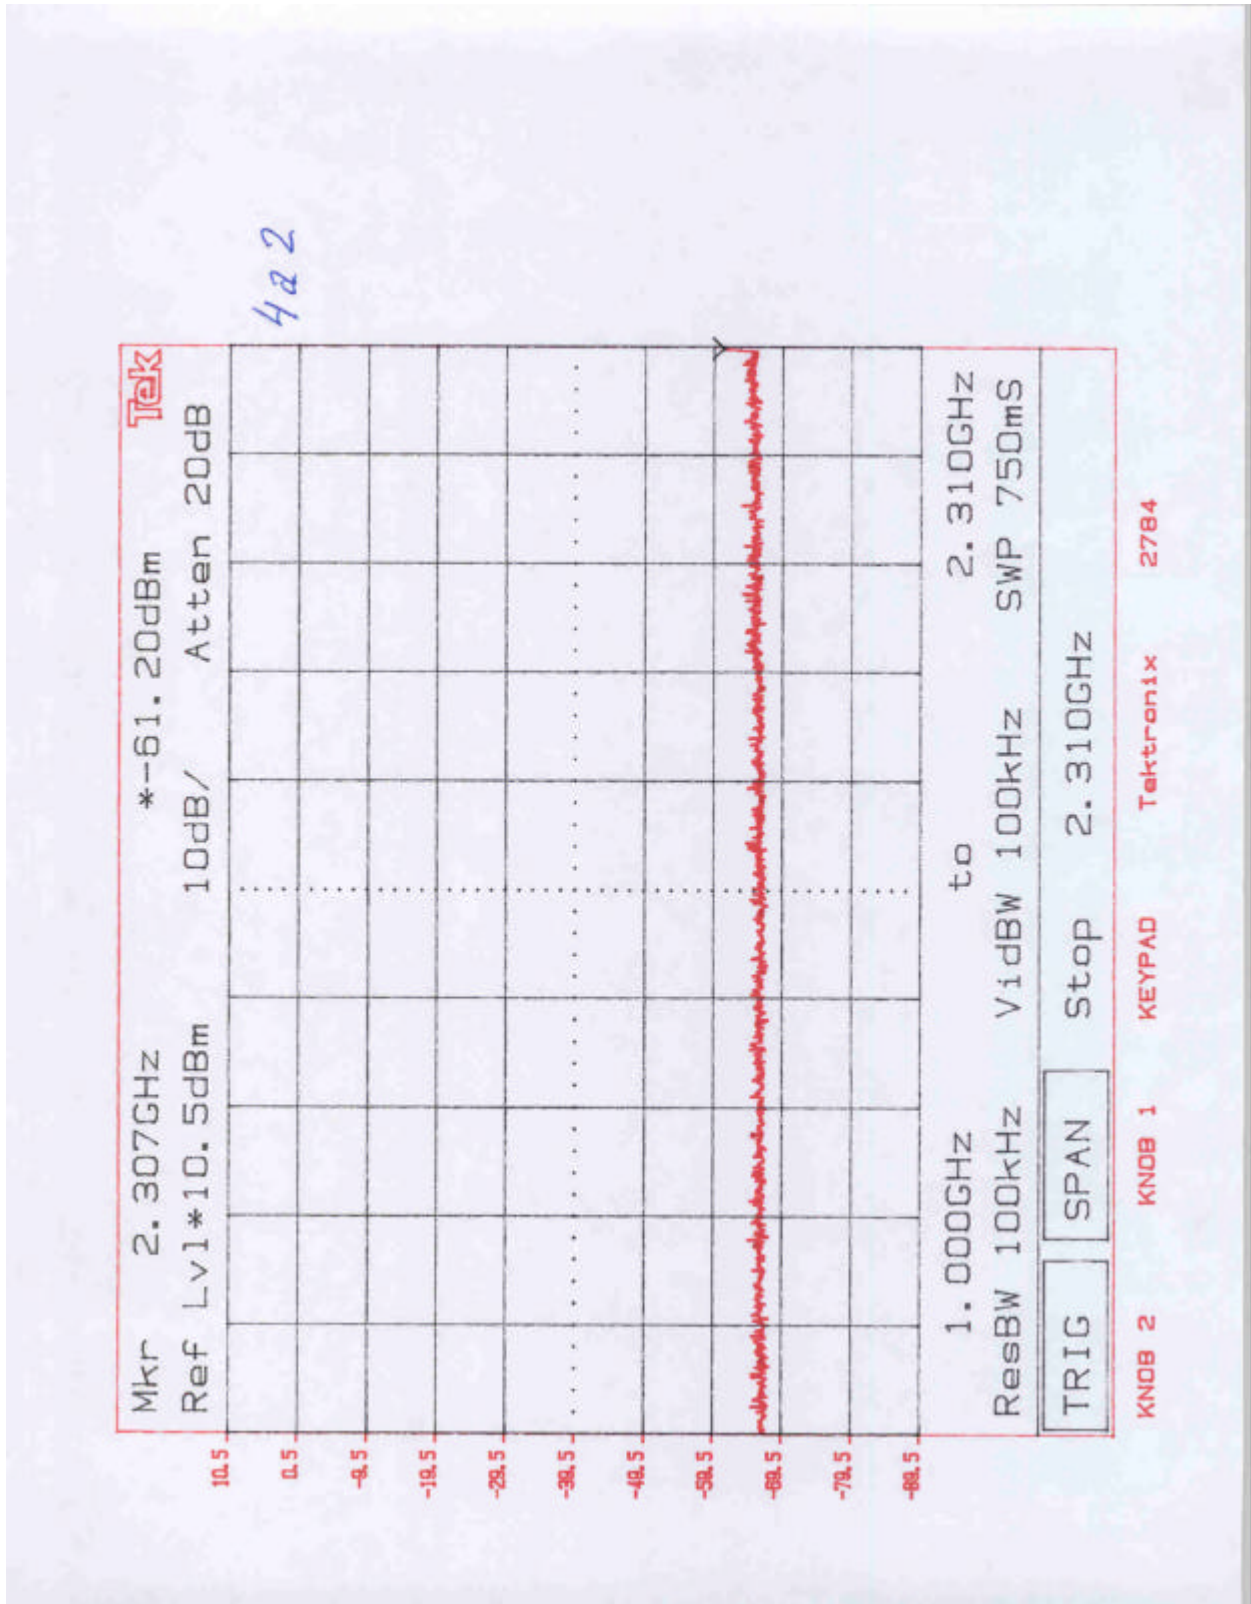 Mkr 2.307GHz *-61.20dBm Tek
Ref Lvl*10.5dBm 10dB/ Atten 20dB
4a2
10.5
0.5
-9.5
-19.5
-29.5
-39.5
-49.5
-59.5
-69.5
-79.5
-89.5
1.000GHz to 2.310GHz
ResBW 100kHz VidBW 100kHz SWP 750mS
TRIG SPAN Stop 2.310GHz
KNOB 2 KNOB 1 KEYPAD Tektronix 2784